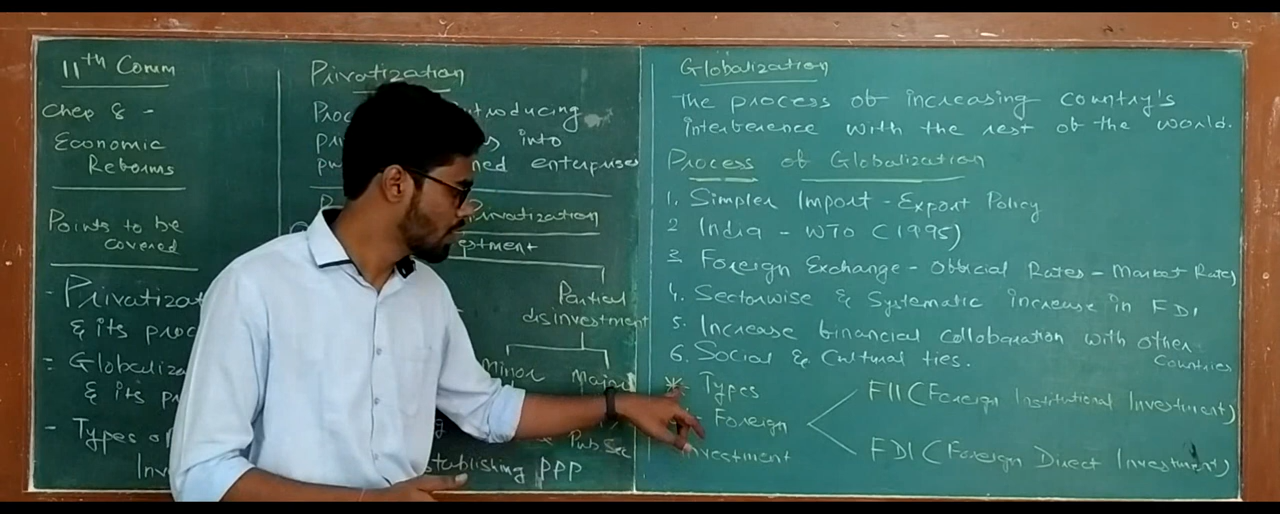 11th Comm
Chap 8 -
Economic
Reforms
Points to be
covered
- Privatizat
& its proc
- Globaliza
& its p
- Types o
Inv
Privatization
Proc troducing
pr s into
p ned enterprises
Privatization
estment
Partial
disinvestment
Minor Major
Pub Sec
stablishing PPP
Globalization
The process of increasing country's
interference with the rest of the world.
Process of Globalization
1. Simpler Import - Export Policy
2 India - WTO (1995)
3 Foreign Exchange - Official Rates - Market Rates
4. Sectorwise & Systematic increase in FDI
5. Increase financial collaboration with other
Countries
6. Social & Cultural ties.
* Types
- Foreign
Investment
FII (Foreign Institutional Investment)
FDI (Foreign Direct Investment)